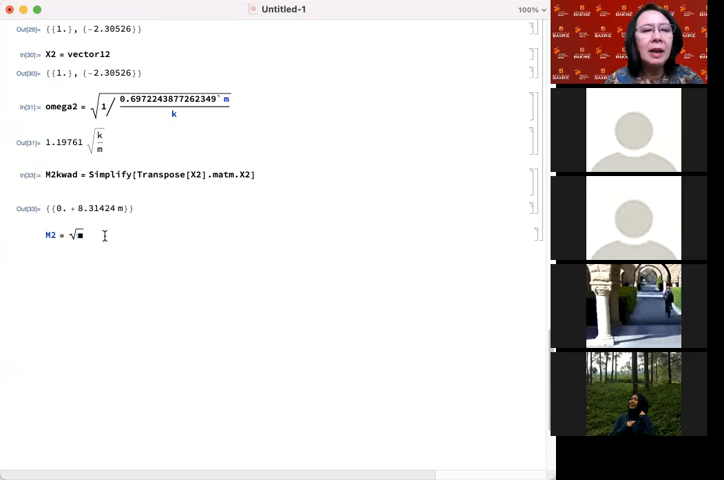 Untitled-1
100%
Out[29]= {{1.}, {-2.30526}}
In[30]:= X2 = vector12
Out[30]= {{1.}, {-2.30526}}
In[31]:= omega2 = √1/ 0.6972243877262349` m
k
Out[31]= 1.19761 √k
m
In[33]:= M2kwad = Simplify[Transpose[X2].matm.X2]
Out[33]= {{0. + 8.31424 m}}
M2 = √■